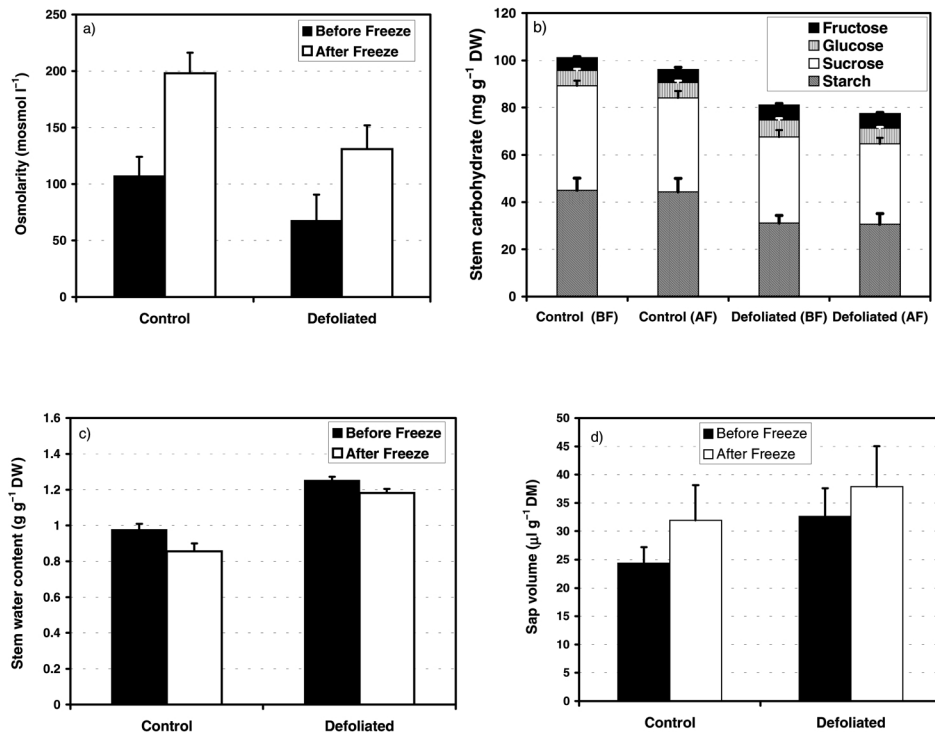 a)
Before Freeze
After Freeze
Osmolarity (mosmol l⁻¹)
250
200
150
100
50
0
Control
Defoliated
b)
Fructose
Glucose
Sucrose
Starch
Stem carbohydrate (mg g⁻¹ DW)
120
100
80
60
40
20
0
Control (BF)
Control (AF)
Defoliated (BF)
Defoliated (AF)
c)
Before Freeze
After Freeze
Stem water content (g g⁻¹ DW)
1.6
1.4
1.2
1
0.8
0.6
0.4
0.2
0
Control
Defoliated
d)
Before Freeze
After Freeze
Sap volume (µl g⁻¹ DM)
50
45
40
35
30
25
20
15
10
5
0
Control
Defoliated